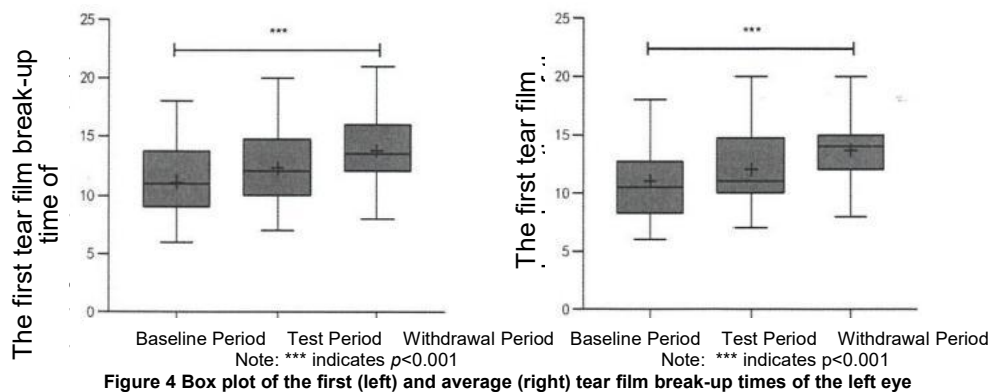 The first tear film break-up
time of
25
20
15
10
5
0
***
Baseline Period Test Period Withdrawal Period
Note: *** indicates p<0.001
The first tear film
25
20
15
10
5
0
***
Baseline Period Test Period Withdrawal Period
Note: *** indicates p<0.001
Figure 4 Box plot of the first (left) and average (right) tear film break-up times of the left eye